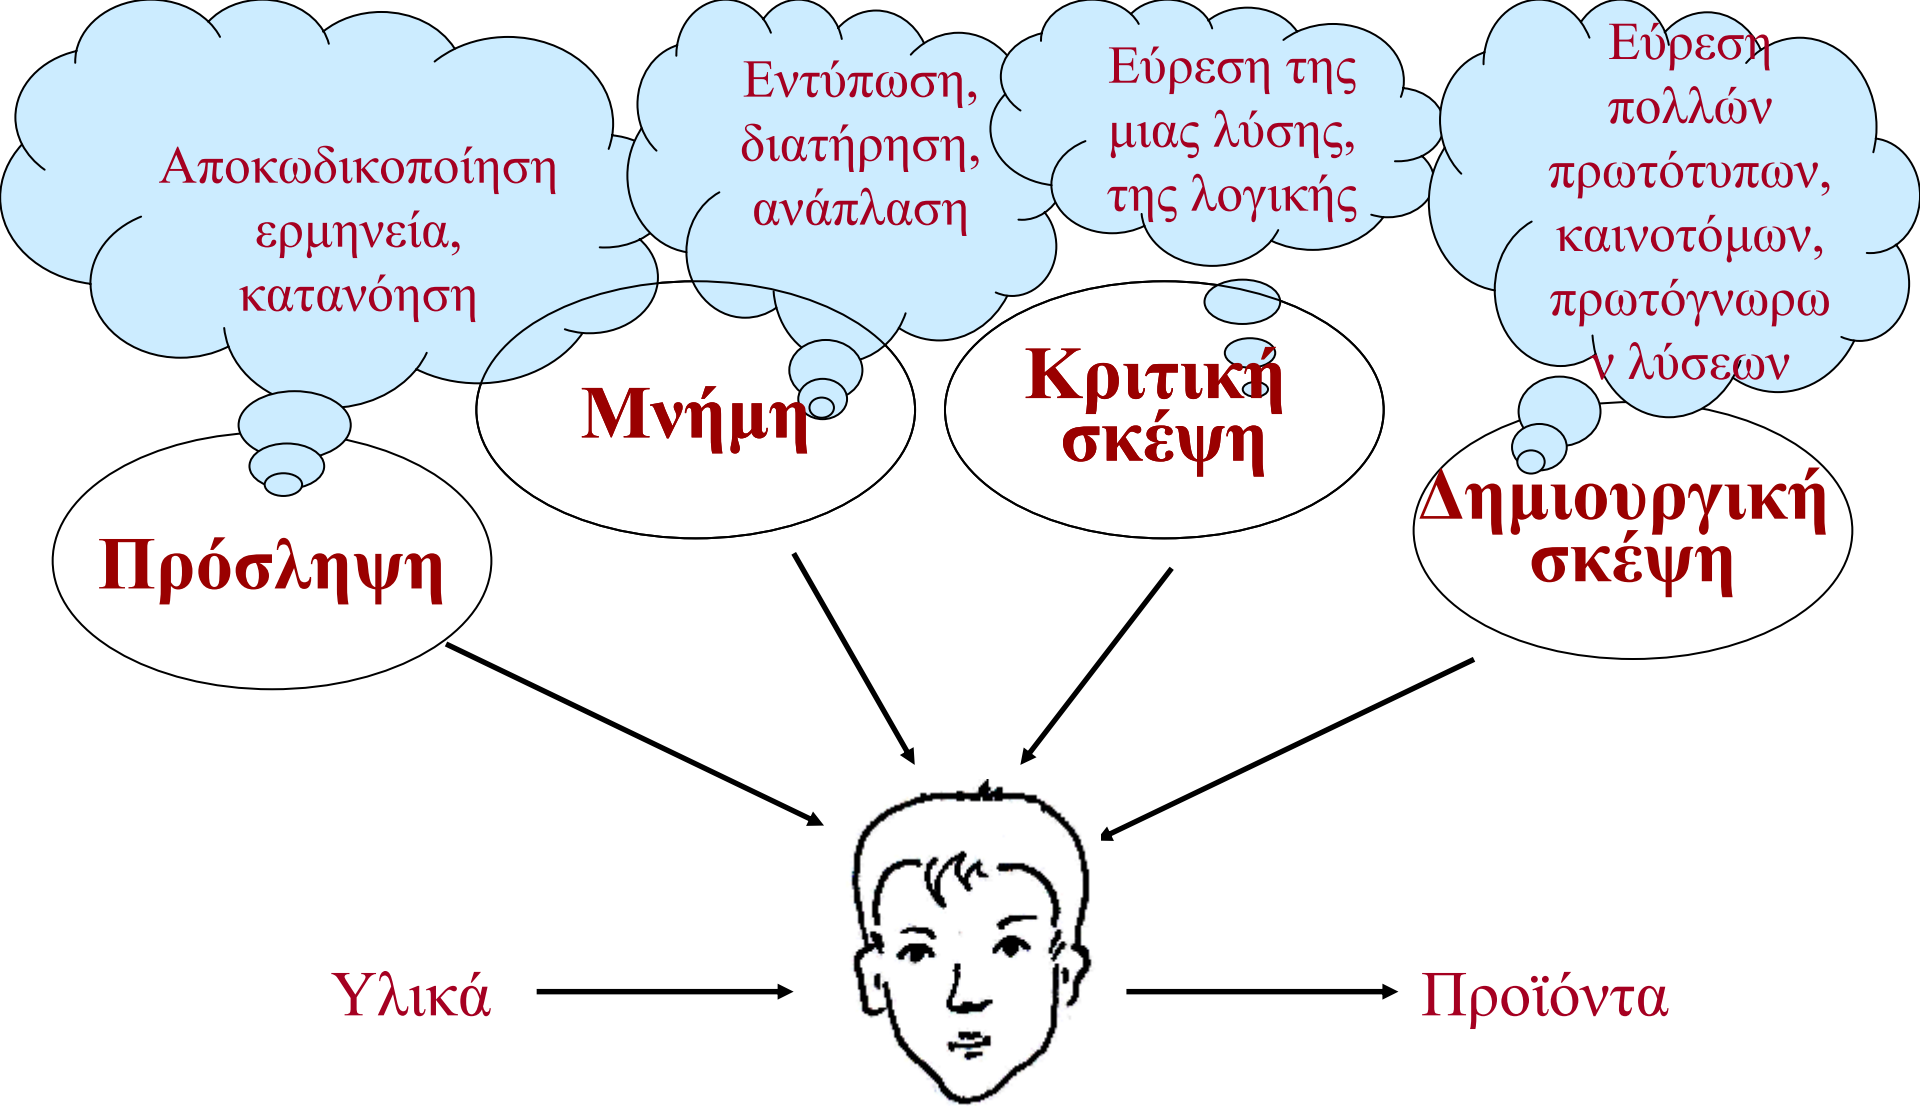 Αποκωδικοποίηση
ερμηνεία,
κατανόηση
Εντύπωση,
διατήρηση,
ανάπλαση
Εύρεση της
μιας λύσης,
της λογικής
Εύρεση
πολλών
πρωτότυπων,
καινοτόμων,
πρωτόγνωρω
ν λύσεων
Πρόσληψη
Μνήμη
Κριτική
σκέψη
Δημιουργική
σκέψη
Υλικά
Προϊόντα